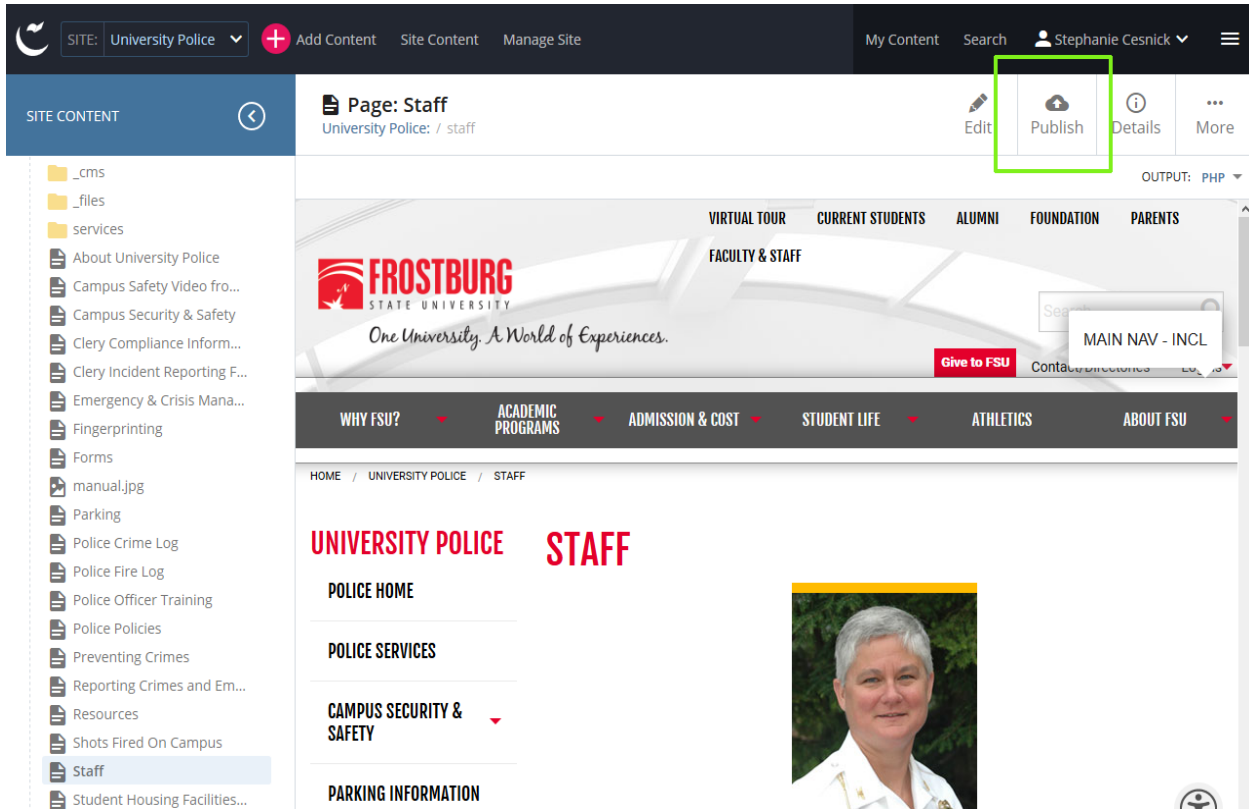 SITE: University Police
Add Content
Site Content
Manage Site
My Content
Search
Stephanie Cesnick
SITE CONTENT
Page: Staff
University Police: / staff
Edit
Publish
Details
More
OUTPUT: PHP
_cms
_files
services
About University Police
Campus Safety Video fro...
Campus Security & Safety
Clery Compliance Inform...
Clery Incident Reporting F...
Emergency & Crisis Mana...
Fingerprinting
Forms
manual.jpg
Parking
Police Crime Log
Police Fire Log
Police Officer Training
Police Policies
Preventing Crimes
Reporting Crimes and Em...
Resources
Shots Fired On Campus
Staff
Student Housing Facilities...
VIRTUAL TOUR
CURRENT STUDENTS
ALUMNI
FOUNDATION
PARENTS
FACULTY & STAFF
FROSTBURG
STATE UNIVERSITY
One University. A World of Experiences.
MAIN NAV - INCL
Give to FSU
Contact/Directories
WHY FSU?
ACADEMIC
PROGRAMS
ADMISSION & COST
STUDENT LIFE
ATHLETICS
ABOUT FSU
HOME / UNIVERSITY POLICE / STAFF
UNIVERSITY POLICE
POLICE HOME
POLICE SERVICES
CAMPUS SECURITY &
SAFETY
PARKING INFORMATION
STAFF